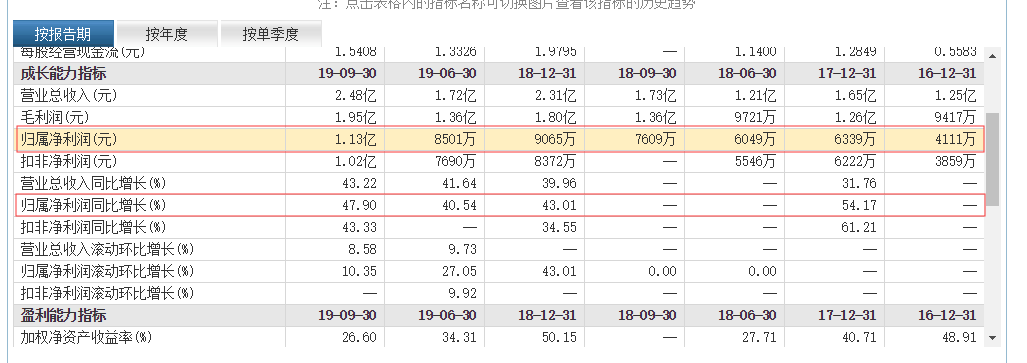 注：点击表格内的指标名称可切换图片查看该指标的历史趋势
按报告期 按年度 按单季度
每股经营现金流(元) 1.5408 1.3326 1.9795 — 1.1400 1.2849 0.5583
成长能力指标 19-09-30 19-06-30 18-12-31 18-09-30 18-06-30 17-12-31 16-12-31
营业总收入(元) 2.48亿 1.72亿 2.31亿 1.73亿 1.21亿 1.65亿 1.25亿
毛利润(元) 1.95亿 1.36亿 1.80亿 1.36亿 9721万 1.26亿 9417万
归属净利润(元) 1.13亿 8501万 9065万 7609万 6049万 6339万 4111万
扣非净利润(元) 1.02亿 7690万 8372万 — 5546万 6222万 3859万
营业总收入同比增长(%) 43.22 41.64 39.96 — — 31.76 —
归属净利润同比增长(%) 47.90 40.54 43.01 — — 54.17 —
扣非净利润同比增长(%) 43.33 — 34.55 — — 61.21 —
营业总收入滚动环比增长(%) 8.58 9.73 — — — — —
归属净利润滚动环比增长(%) 10.35 27.05 43.01 0.00 0.00 — —
扣非净利润滚动环比增长(%) — 9.92 — — — — —
盈利能力指标 19-09-30 19-06-30 18-12-31 18-09-30 18-06-30 17-12-31 16-12-31
加权净资产收益率(%) 26.60 34.31 50.15 — 27.71 40.71 48.91